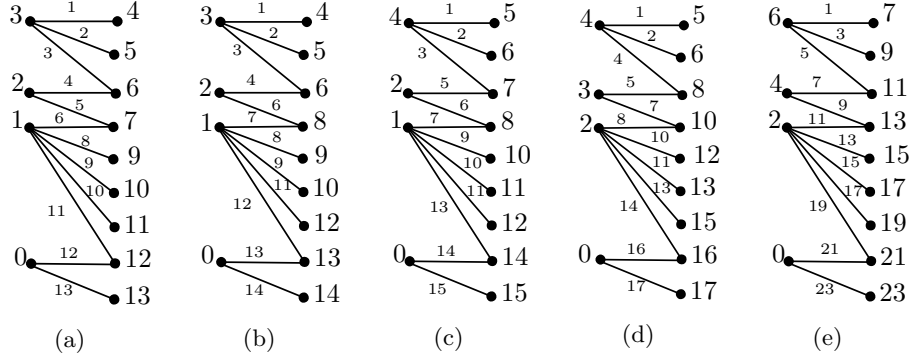 3 1 4 3 1 4 4 1 5 4 1 5 6 1 7
2 5 2 5 2 6 2 6 3 9
3 3 3 4 5
2 4 6 2 4 6 2 5 7 3 5 8 4 7 11
5 7 6 8 6 8 7 10 9 13
1 6 1 7 1 7 2 8 2 11
8 9 8 9 9 10 10 12 13 15
9 10 9 10 10 11 11 13 15 17
10 11 11 12 11 12 13 15 17 19
11 12 13 14 19
0 12 12 0 13 13 0 14 14 0 16 16 0 21 21
13 13 14 14 15 15 17 17 23 23
(a) (b) (c) (d) (e)